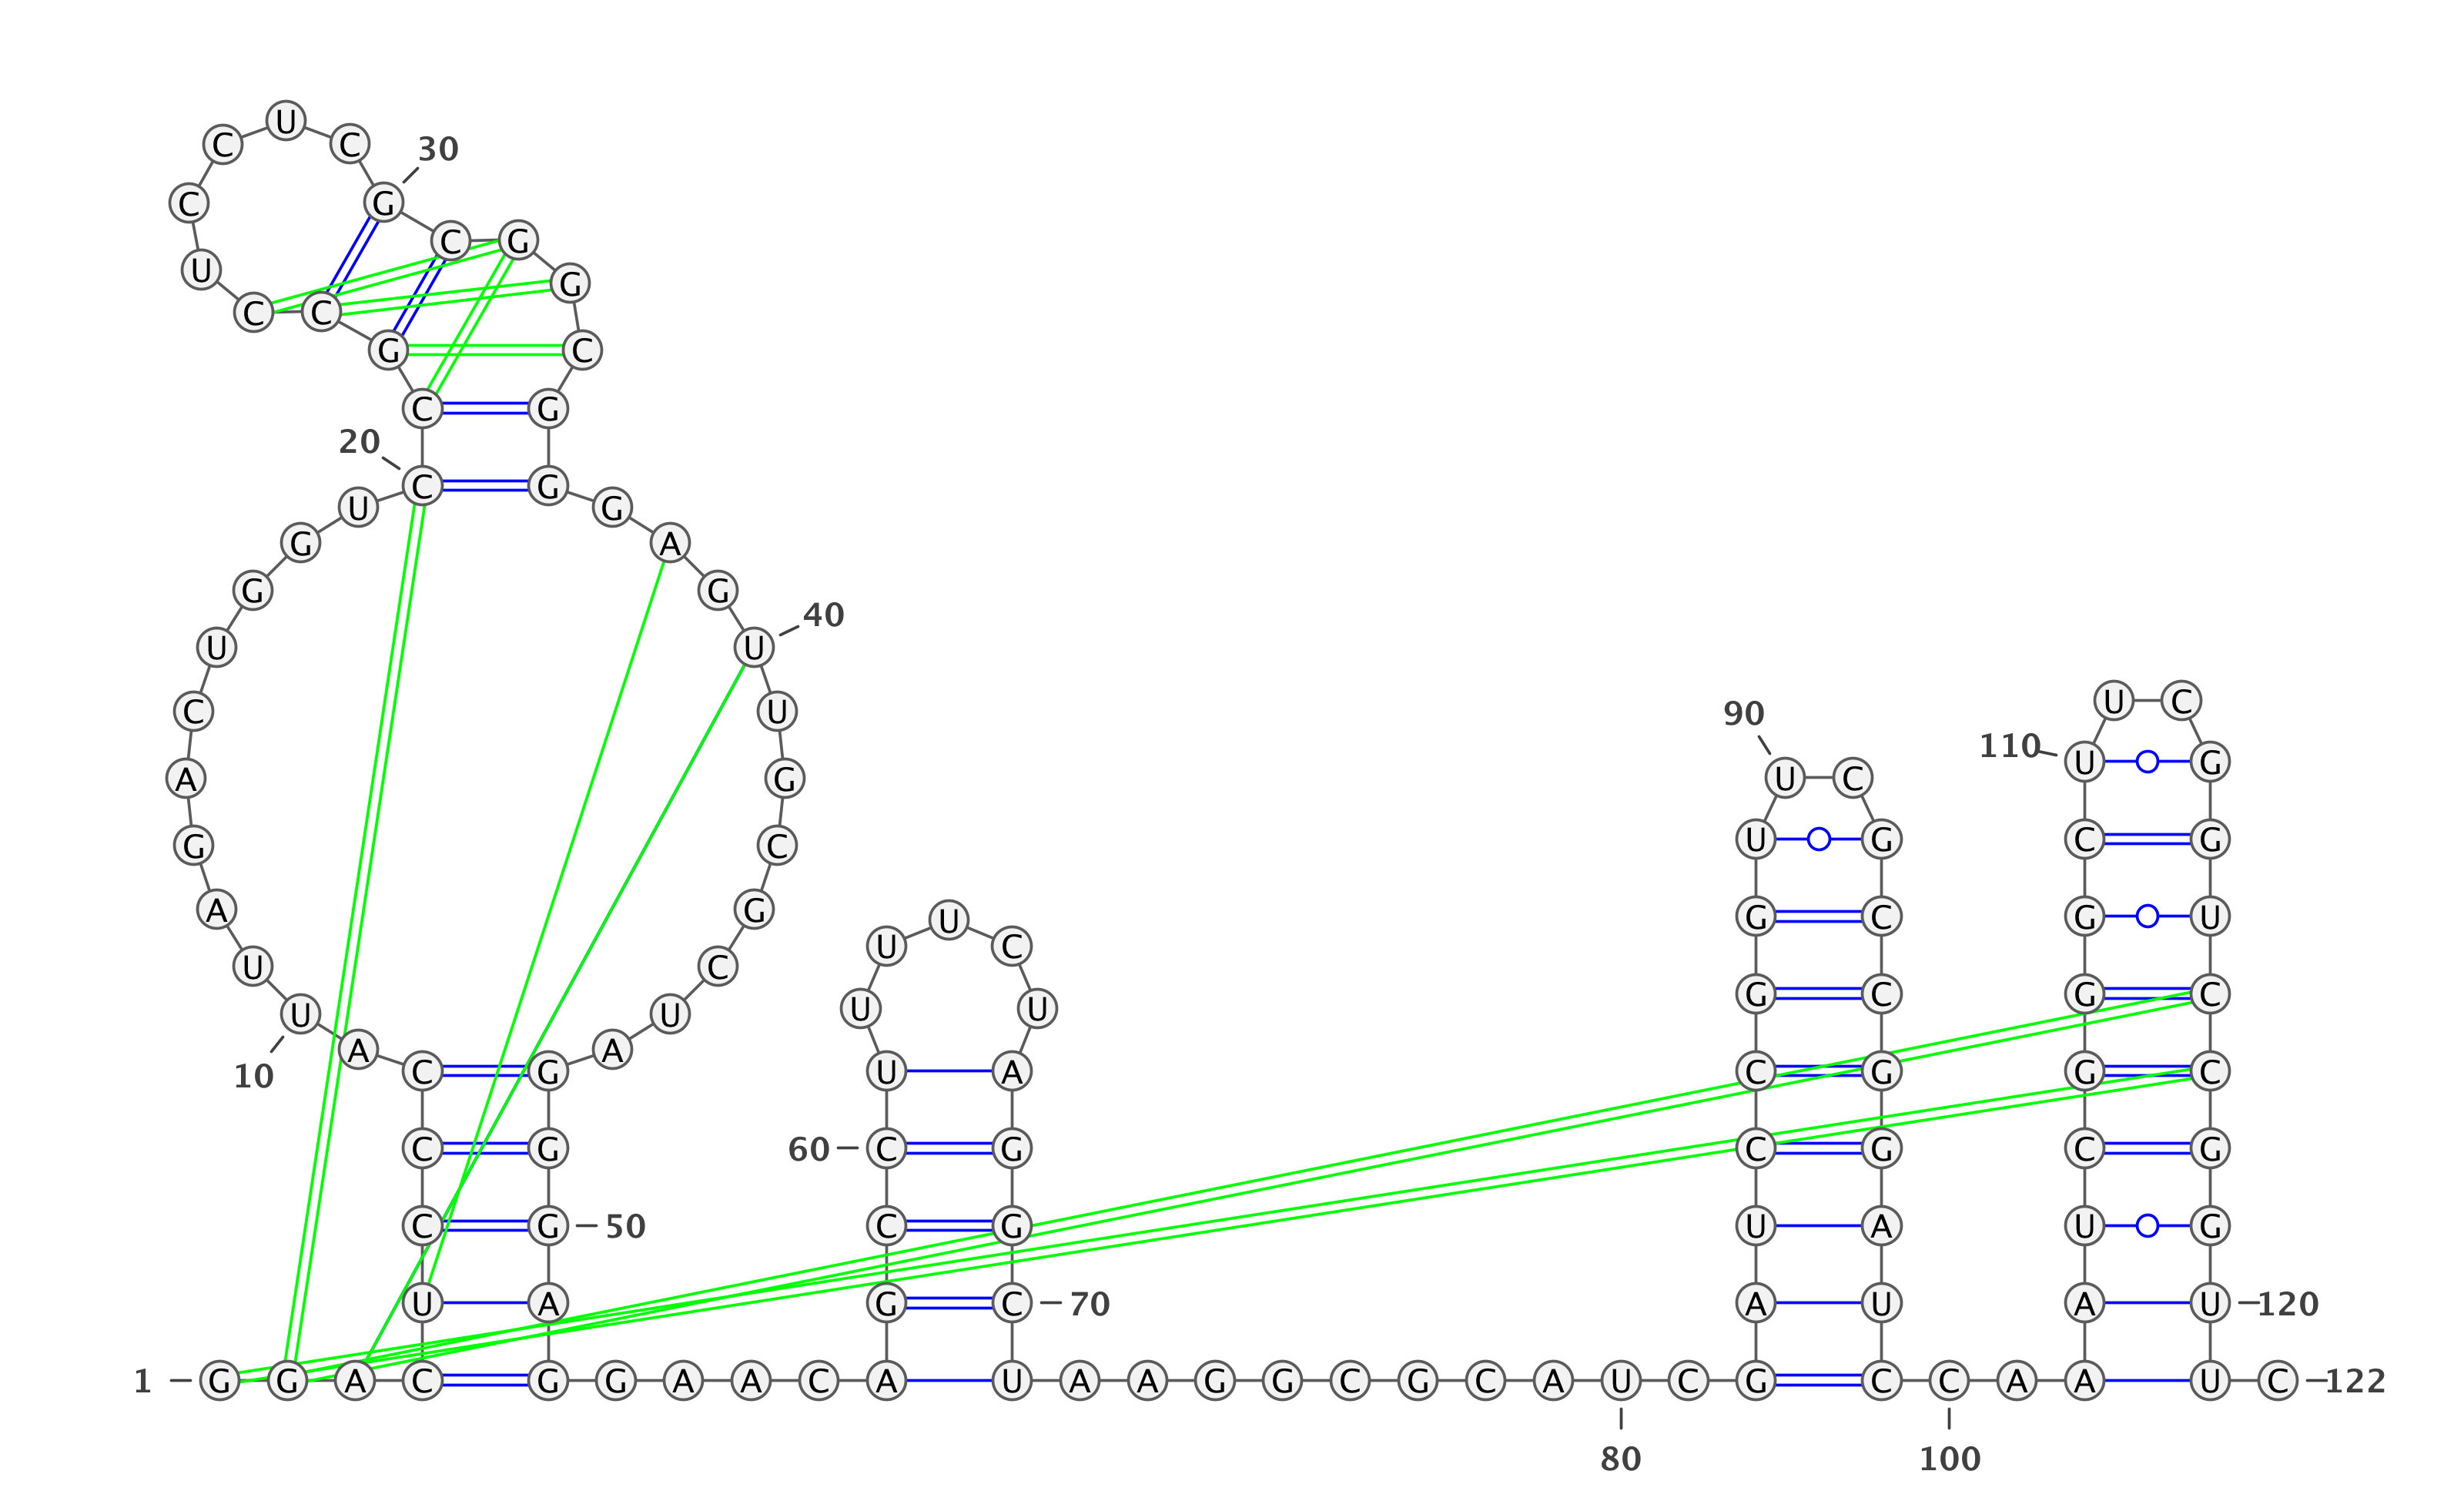 U
C C 30
C G
C G
U G
C C
G C
C G
20
C G
U G
G A
G G
40
U U
U C
C U 90
110
U G
A G U C
U G C G
G C
A G
U G C G U
U C
U C
G C G C
U U
U U
A A
C G U A C G G C
10
C G 60 C G C G C G
C G 50 C G U A U G
U A G C 70 A U A U 120
1 G G A C G G A A C A U A A G G C G C A U C G C C A A U C 122
80 100